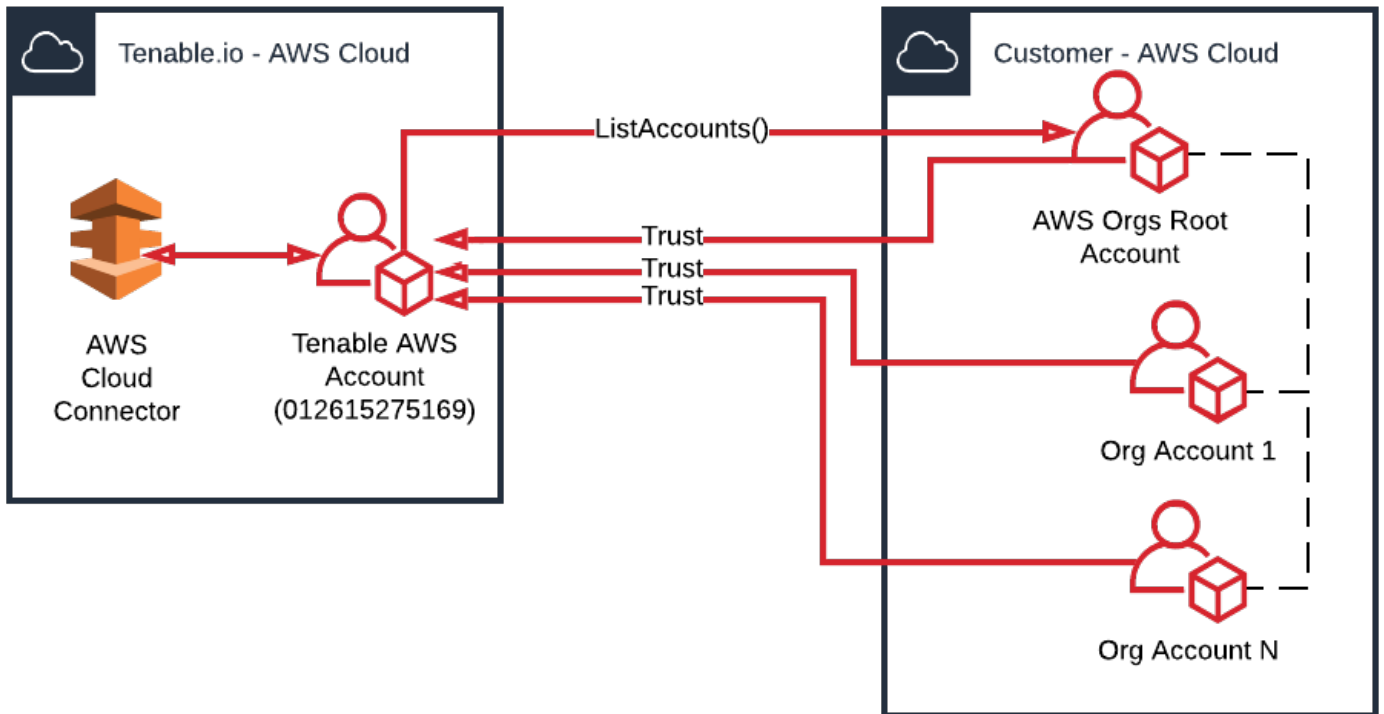 Tenable.io - AWS Cloud
Customer - AWS Cloud
ListAccounts()
Trust
Trust
Trust
AWS
Cloud
Connector
Tenable AWS
Account
(012615275169)
AWS Orgs Root
Account
Org Account 1
Org Account N